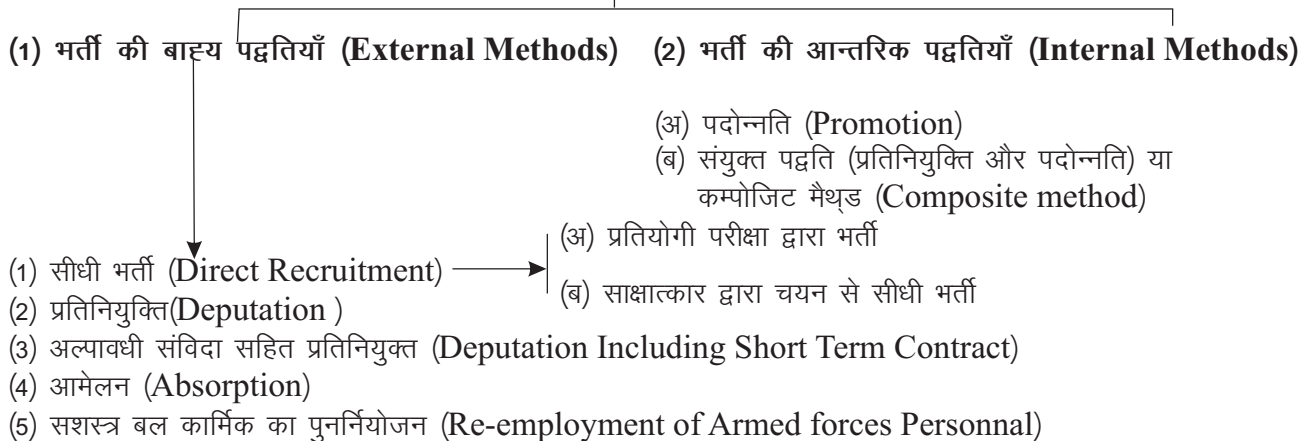 (1) भर्ती की बाह्य पद्वतियाँ (External Methods) (2) भर्ती की आन्तरिक पद्वतियाँ (Internal Methods)
(अ) पदोन्नति (Promotion)
(ब) संयुक्त पद्वति (प्रतिनियुक्ति और पदोन्नति) या
कम्पोजिट मैथ्ड (Composite method)
(अ) प्रतियोगी परीक्षा द्वारा भर्ती
(1) सीधी भर्ती (Direct Recruitment)
(ब) साक्षात्कार द्वारा चयन से सीधी भर्ती
(2) प्रतिनियुक्ति(Deputation )
(3) अल्पावधी संविदा सहित प्रतिनियुक्त (Deputation Including Short Term Contract)
(4) आमेलन (Absorption)
(5) सशस्त्र बल कार्मिक का पुनर्नियोजन (Re-employment of Armed forces Personnal)